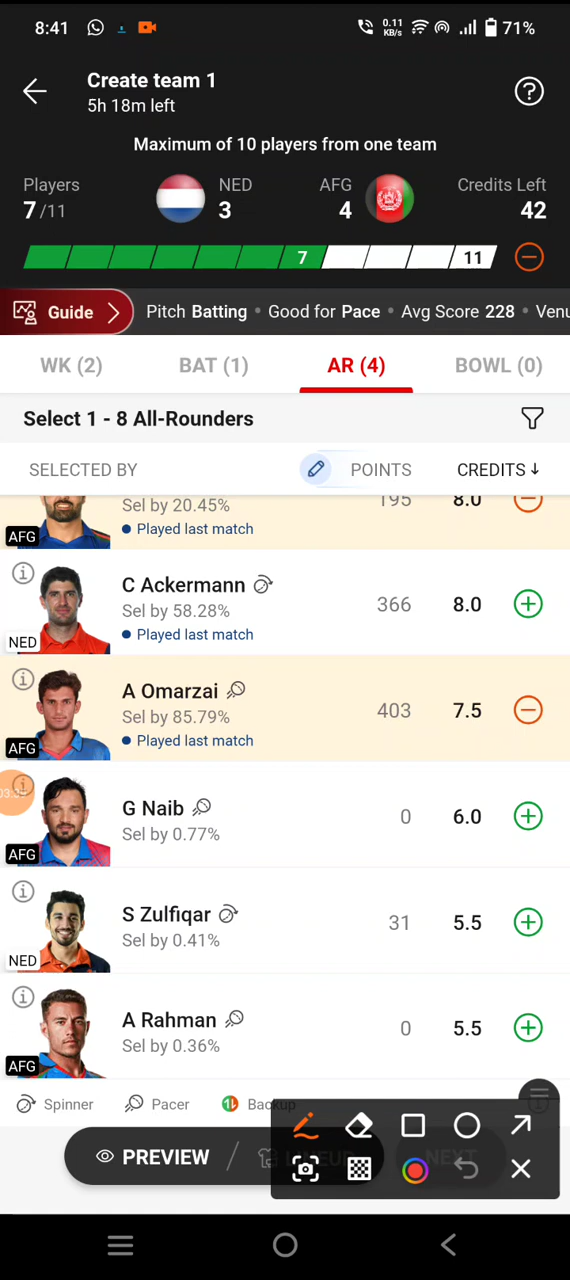 8:41 0.11 KB/s 71%
Create team 1
5h 18m left
Maximum of 10 players from one team
Players NED AFG Credits Left
7/11 3 4 42
7 11
Guide Pitch Batting • Good for Pace • Avg Score 228 • Venu
WK (2) BAT (1) AR (4) BOWL (0)
Select 1 - 8 All-Rounders
SELECTED BY POINTS CREDITS↓
Sel by 20.45% 195 8.0
AFG • Played last match
C Ackermann
Sel by 58.28% 366 8.0
NED • Played last match
A Omarzai
Sel by 85.79% 403 7.5
AFG • Played last match
G Naib 0 6.0
Sel by 0.77%
AFG
S Zulfiqar 31 5.5
Sel by 0.41%
NED
A Rahman 0 5.5
Sel by 0.36%
AFG
Spinner Pacer Backup
PREVIEW / LINEUP NEXT